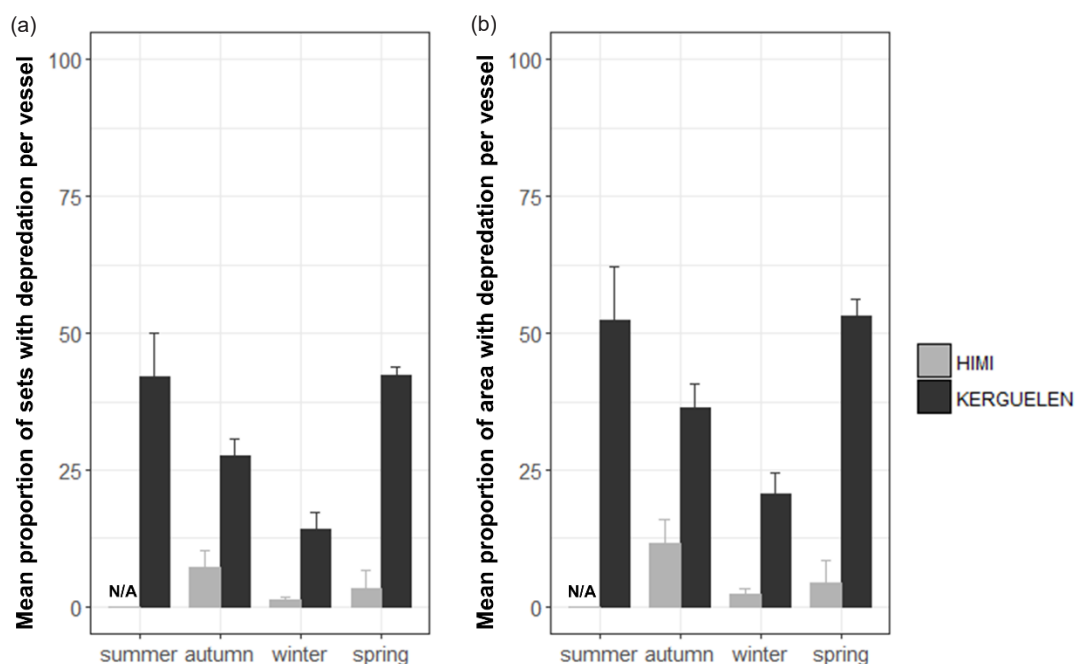 (a)
Mean proportion of sets with depredation per vessel
100
75
50
25
0
N/A
summer autumn winter spring
(b)
Mean proportion of area with depredation per vessel
100
75
50
25
0
N/A
summer autumn winter spring
HIMI
KERGUELEN